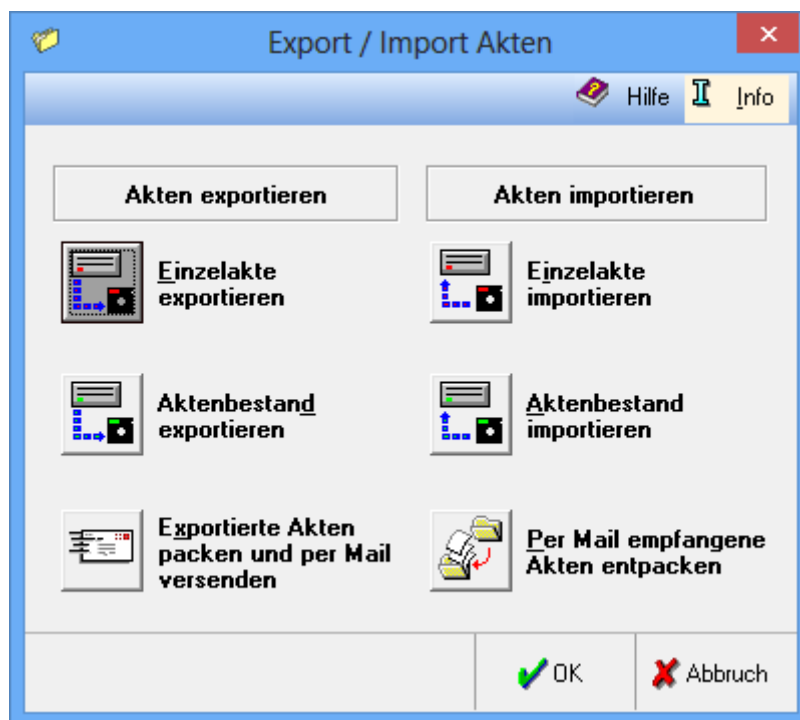 Export / Import Akten
Hilfe Info
Akten exportieren
Akten importieren
Einzelakte
exportieren
Einzelakte
importieren
Aktenbestand
exportieren
Aktenbestand
importieren
Exportierte Akten
packen und per Mail
versenden
Per Mail empfangene
Akten entpacken
OK
Abbruch